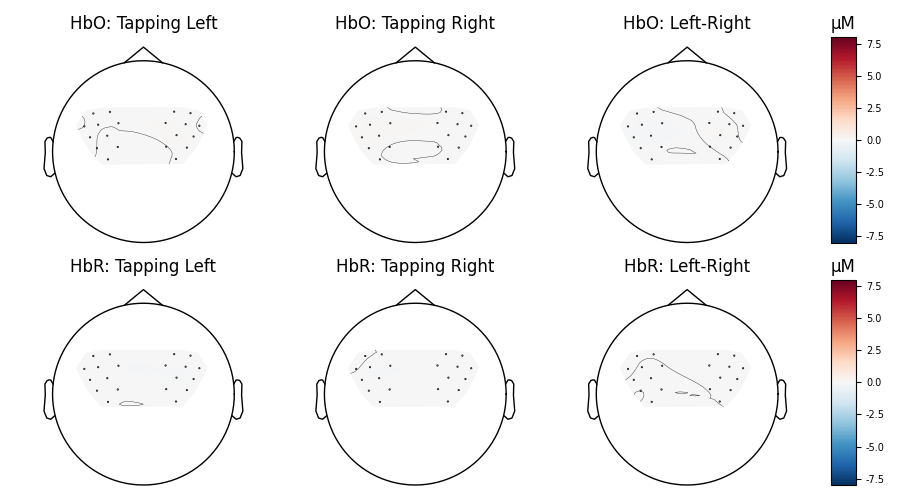 HbO: Tapping Left
HbO: Tapping Right
HbO: Left-Right
μM
7.5
5.0
2.5
0.0
-2.5
-5.0
-7.5
HbR: Tapping Left
HbR: Tapping Right
HbR: Left-Right
μM
7.5
5.0
2.5
0.0
-2.5
-5.0
-7.5